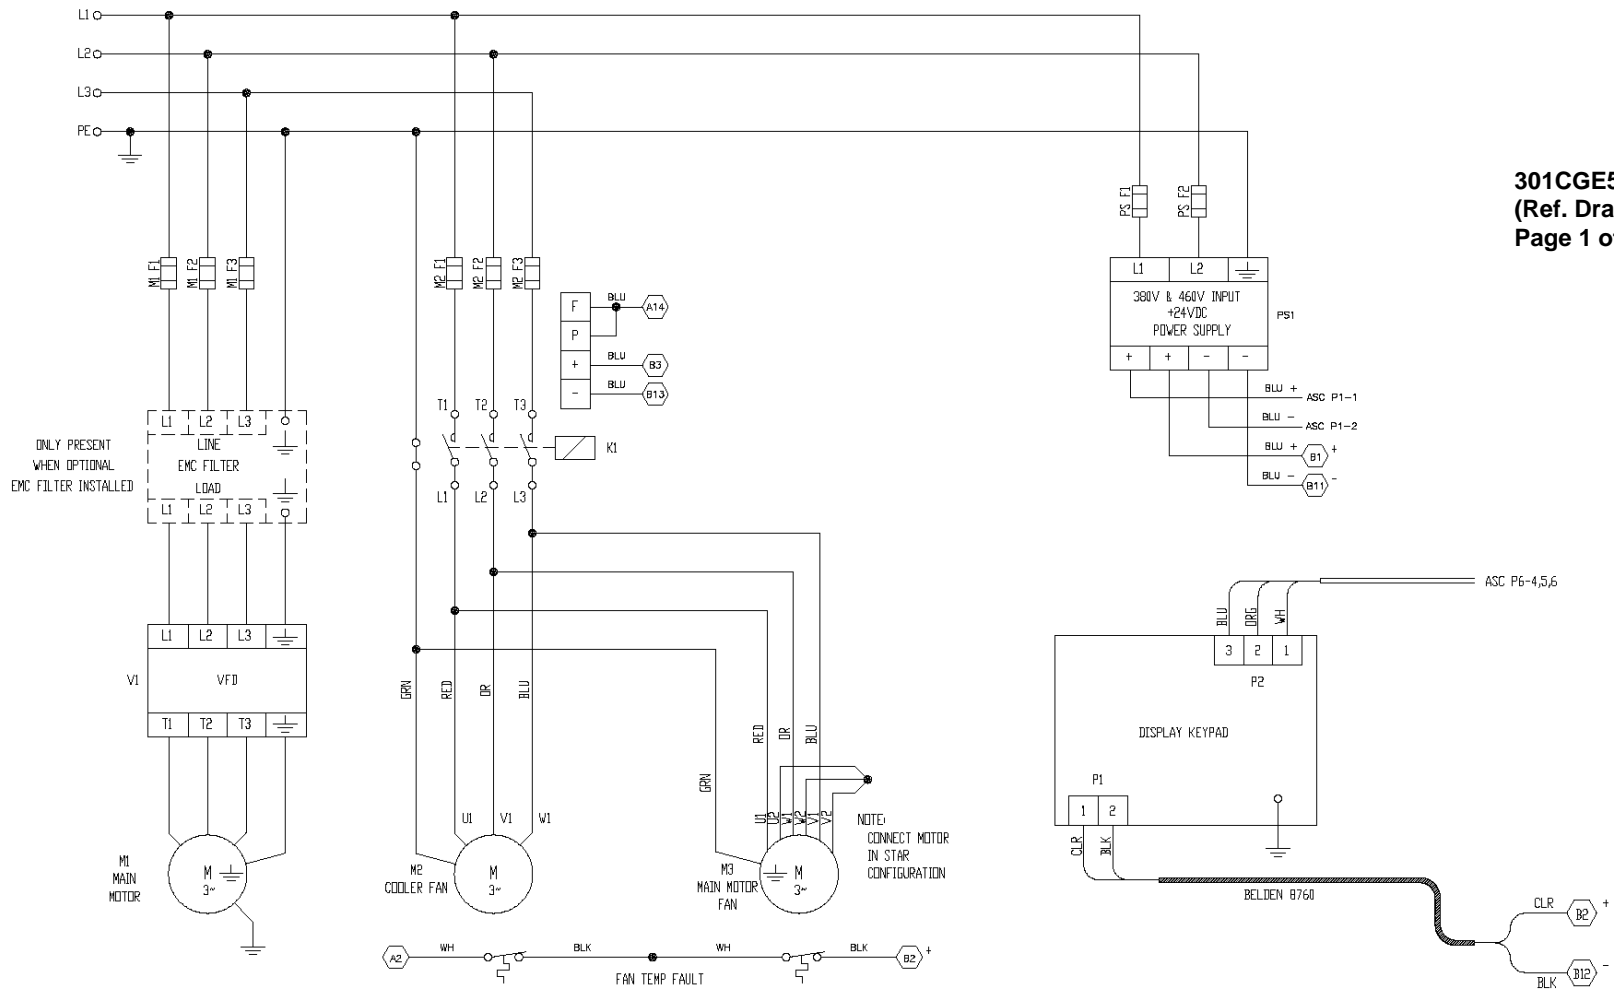 L1
L2
L3
PE
301CGE5
(Ref. Dra
Page 1 of
M1 F1
M1 F2
M1 F3
M2 F1
M2 F2
M2 F3
PS F1
PS F2
F
P
+
-
BLU
A14
BLU
B3
BLU
B13
L1
L2
380V & 460V INPUT
+24VDC
POWER SUPPLY
PS1
+
+
-
-
BLU +
ASC P1-1
BLU -
ASC P1-2
BLU +
B1
+
BLU -
B11
-
ONLY PRESENT
WHEN OPTIONAL
EMC FILTER INSTALLED
L1
L2
L3
LINE
EMC FILTER
LOAD
L1
L2
L3
T1
T2
T3
K1
L1
L2
L3
L1
L2
L3
V1
VFD
T1
T2
T3
GRN
RED
OR
BLU
GRN
RED
OR
BLU
U1
V1
W1
U1
U2
W1
W2
V1
V2
NOTE:
CONNECT MOTOR
IN STAR
CONFIGURATION
M1
MAIN
MOTOR
M
3~
M2
COOLER FAN
M
3~
M3
MAIN MOTOR
FAN
M
3~
A2
WH
BLK
WH
BLK
B2
+
FAN TEMP FAULT
ASC P6-4,5,6
BLU
ORG
WH
3
2
1
P2
DISPLAY KEYPAD
P1
1
2
CLR
BLK
BELDEN 8760
CLR
B2
+
BLK
B12
-